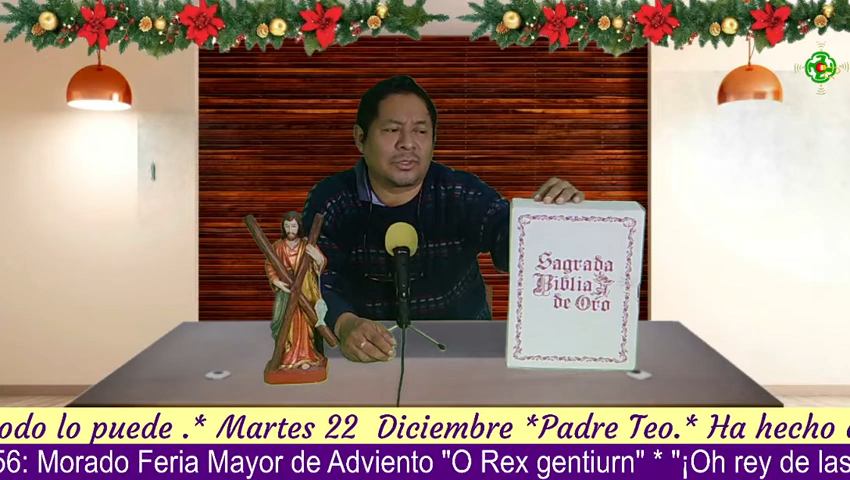 Sagrada
Biblia
de Oro
odo lo puede .* Martes 22 Diciembre *Padre Teo.* Ha hecho
56: Morado Feria Mayor de Adviento "O Rex gentiurn" * "¡Oh rey de las